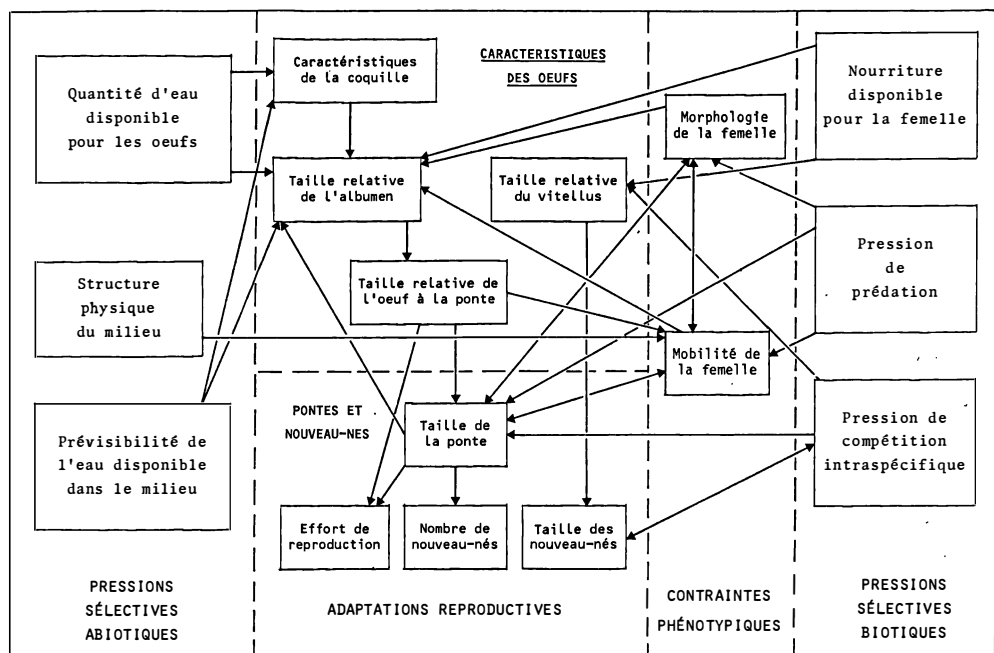 Caractéristiques
de la coquille
CARACTERISTIQUES
DES OEUFS
Quantité d'eau
disponible
pour les oeufs
Nourriture
disponible
pour la femelle
Morphologie
de la femelle
Taille relative
de l'albumen
Taille relative
du vitellus
Structure
physique
du milieu
Taille relative de
l'oeuf à la ponte
Pression
de
prédation
Mobilité de
la femelle
PONTES ET
NOUVEAU-NES
Taille de
la ponte
Prévisibilité de
l'eau disponible
dans le milieu
Pression de
compétition
intraspécifique
Effort de
reproduction
Nombre de
nouveau-nés
Taille des
nouveau-nés
PRESSIONS
SÉLECTIVES
ABIOTIQUES
ADAPTATIONS REPRODUCTIVES
CONTRAINTES
PHÉNOTYPIQUES
PRESSIONS
SÉLECTIVES
BIOTIQUES